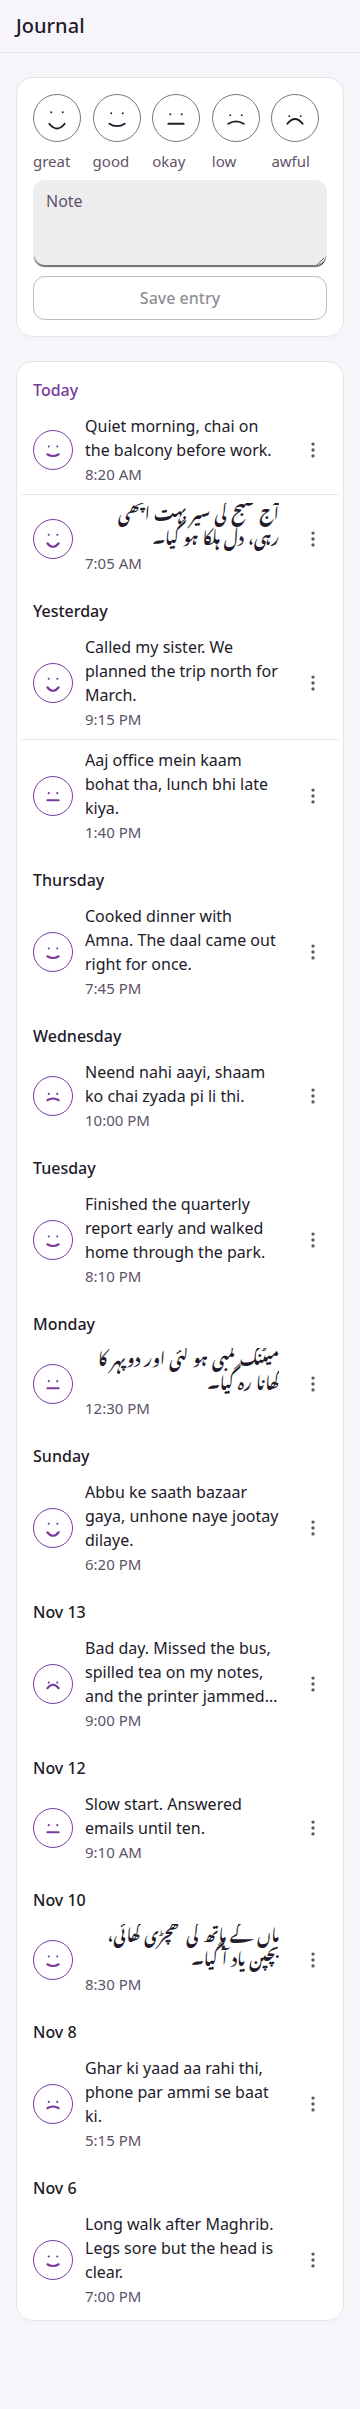 Journal
great
good
okay
low
awful
Note
Save entry
Today
Quiet morning, chai on
the balcony before work.
8:20 AM
آج صبح کی سیر بہت اچھی
رہی، دل ہلکا ہو گیا۔
7:05 AM
Yesterday
Called my sister. We
planned the trip north for
March.
9:15 PM
Aaj office mein kaam
bohat tha, lunch bhi late
kiya.
1:40 PM
Thursday
Cooked dinner with
Amna. The daal came out
right for once.
7:45 PM
Wednesday
Neend nahi aayi, shaam
ko chai zyada pi li thi.
10:00 PM
Tuesday
Finished the quarterly
report early and walked
home through the park.
8:10 PM
Monday
میٹنگ لمبی ہو گئی اور دوپہر کا
کھانا رہ گیا۔
12:30 PM
Sunday
Abbu ke saath bazaar
gaya, unhone naye jootay
dilaye.
6:20 PM
Nov 13
Bad day. Missed the bus,
spilled tea on my notes,
and the printer jammed...
9:00 PM
Nov 12
Slow start. Answered
emails until ten.
9:10 AM
Nov 10
ماں کے ہاتھ کی کھچڑی کھائی،
بچپن یاد آ گیا۔
8:30 PM
Nov 8
Ghar ki yaad aa rahi thi,
phone par ammi se baat
ki.
5:15 PM
Nov 6
Long walk after Maghrib.
Legs sore but the head is
clear.
7:00 PM